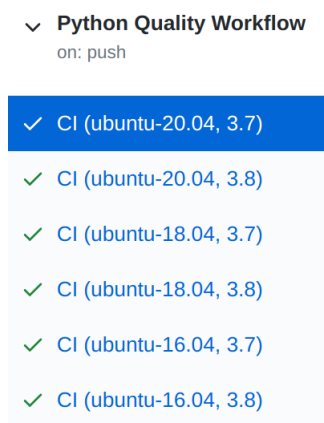 Python Quality Workflow
on: push
CI (ubuntu-20.04, 3.7)
CI (ubuntu-20.04, 3.8)
CI (ubuntu-18.04, 3.7)
CI (ubuntu-18.04, 3.8)
CI (ubuntu-16.04, 3.7)
CI (ubuntu-16.04, 3.8)